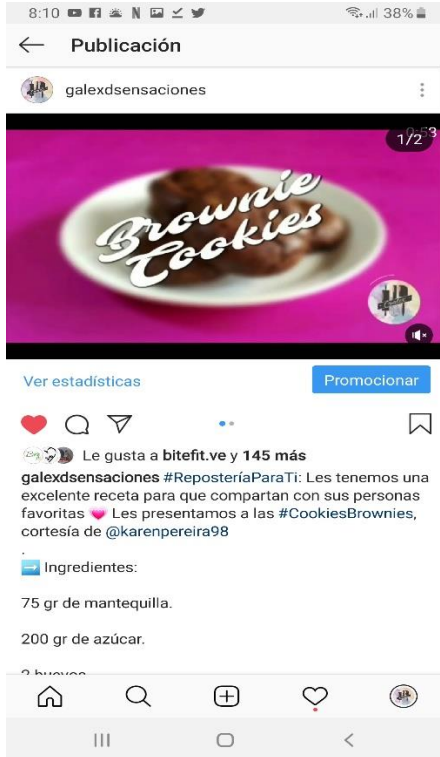 8:10
38%
Publicación
galexdsensaciones
1/2
Brownie
Cookies
Ver estadísticas
Promocionar
Le gusta a bitefit.ve y 145 más
galexdsensaciones #ReposteríaParaTi: Les tenemos una
excelente receta para que compartan con sus personas
favoritas 💗 Les presentamos a las #CookiesBrownies,
cortesía de @karenpereira98
.
➡️ Ingredientes:
75 gr de mantequilla.
200 gr de azúcar.
2 huevos